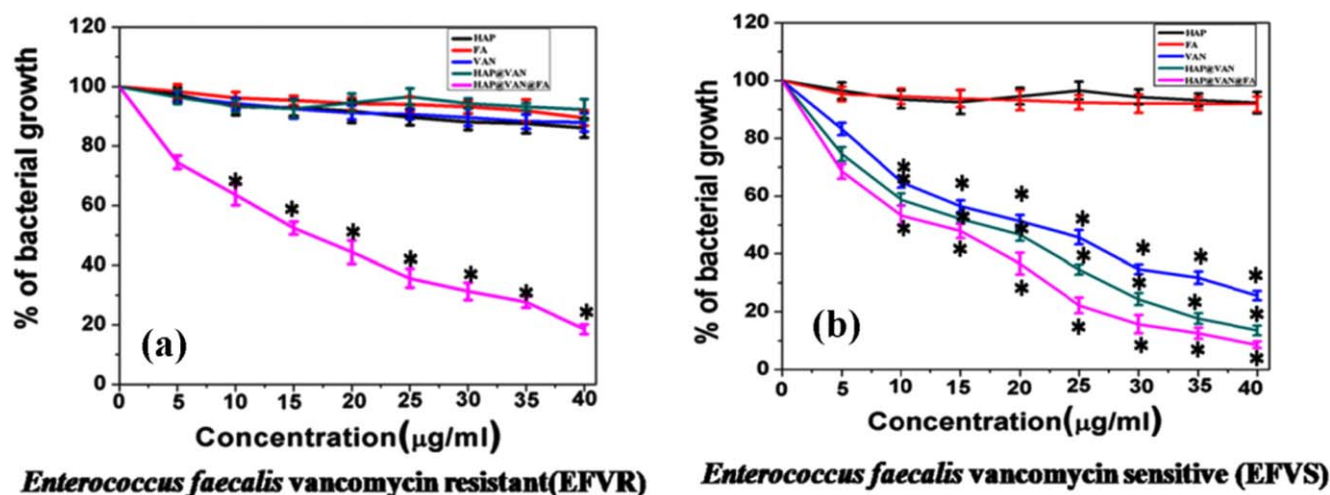 120
100
80
60
40
20
0
% of bacterial growth
HAP
FA
VAN
HAP@VAN
HAP@VAN@FA
* * * * * * *
(a)
0 5 10 15 20 25 30 35 40
Concentration(μg/ml)
Enterococcus faecalis vancomycin resistant(EFVR)
120
100
80
60
40
20
0
% of bacterial growth
HAP
FA
VAN
HAP@VAN
HAP@VAN@FA
* * * * * * *
* * * * * * *
* * * * * * *
(b)
0 5 10 15 20 25 30 35 40
Concentration(μg/ml)
Enterococcus faecalis vancomycin sensitive (EFVS)